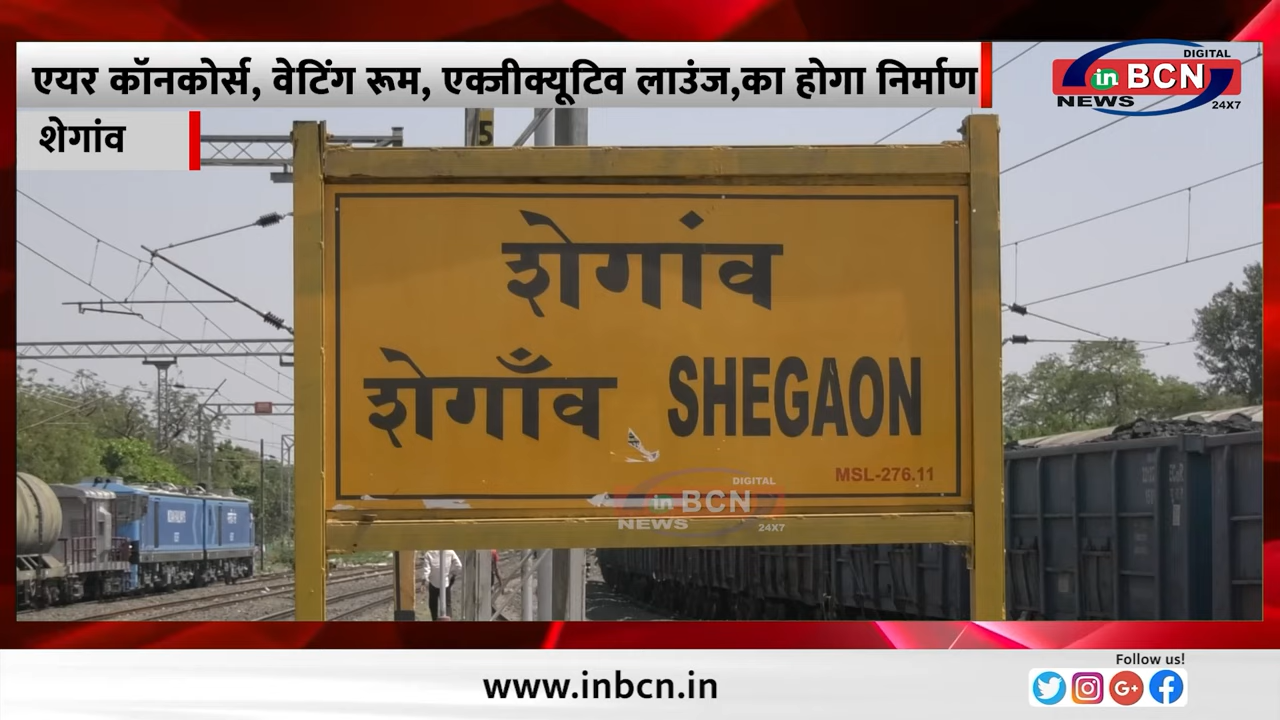 एयर कॉनकोर्स, वेटिंग रूम, एक्जीक्यूटिव लाउंज,का होगा निर्माण
शेगांव
DIGITAL
in BCN
NEWS 24X7
5
शेगांव
शेगाँव SHEGAON
MSL-276.11
DIGITAL
in BCN
NEWS 24X7
Follow us!
www.inbcn.in